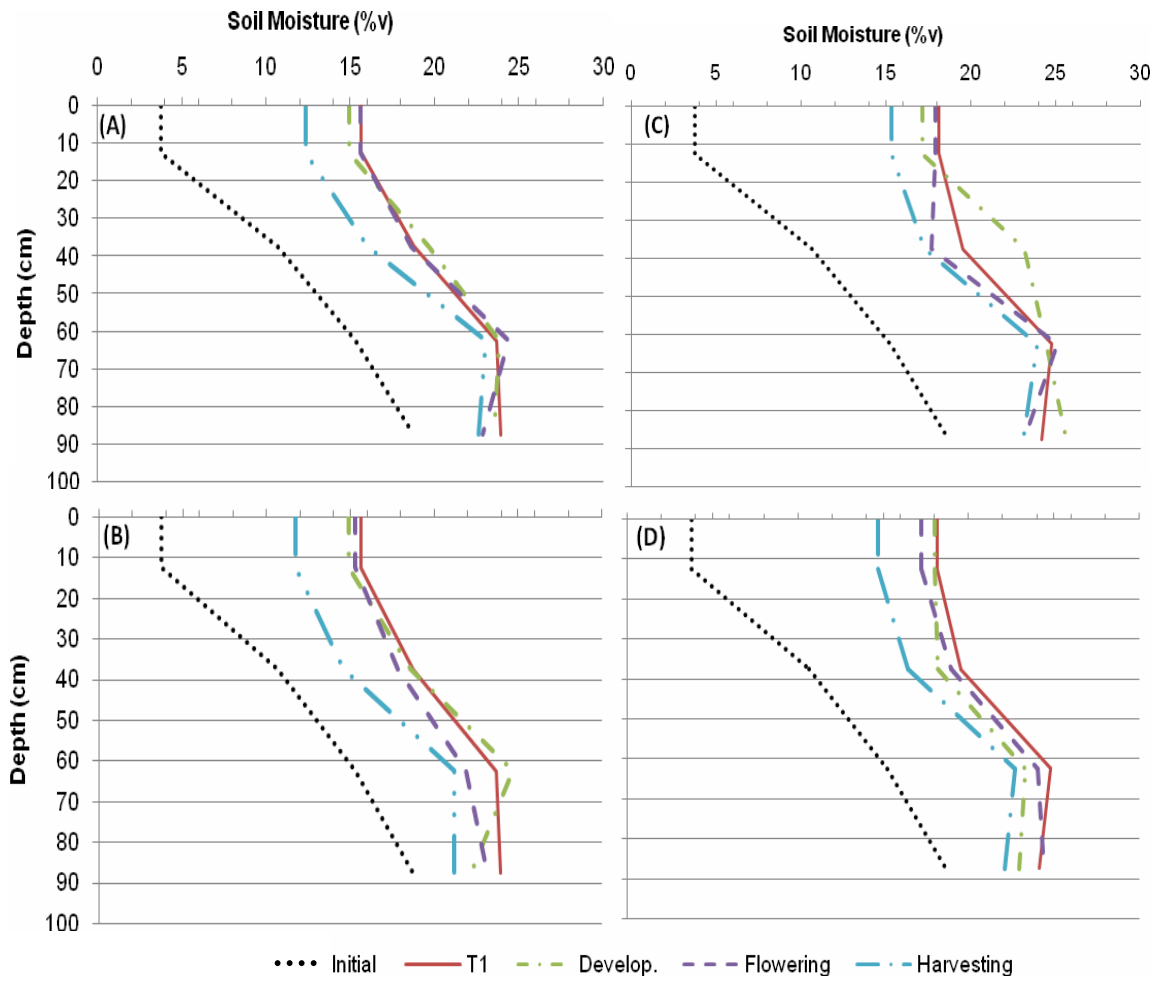 Soil Moisture (%v)
0 5 10 15 20 25 30
Depth (cm)
0
10
20
30
40
50
60
70
80
90
100
(A)
Soil Moisture (%v)
0 5 10 15 20 25 30
(C)
Depth (cm)
0
10
20
30
40
50
60
70
80
90
100
(B)
(D)
Initial T1 Develop. Flowering Harvesting